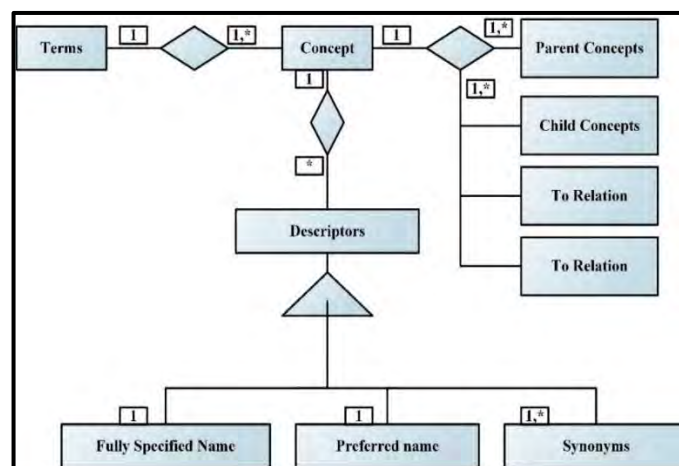 1
1,*
1
1,*
Terms
Concept
Parent Concepts
1
1,*
Child Concepts
*
To Relation
Descriptors
To Relation
1
1
1,*
Fully Specified Name
Preferred name
Synonyms